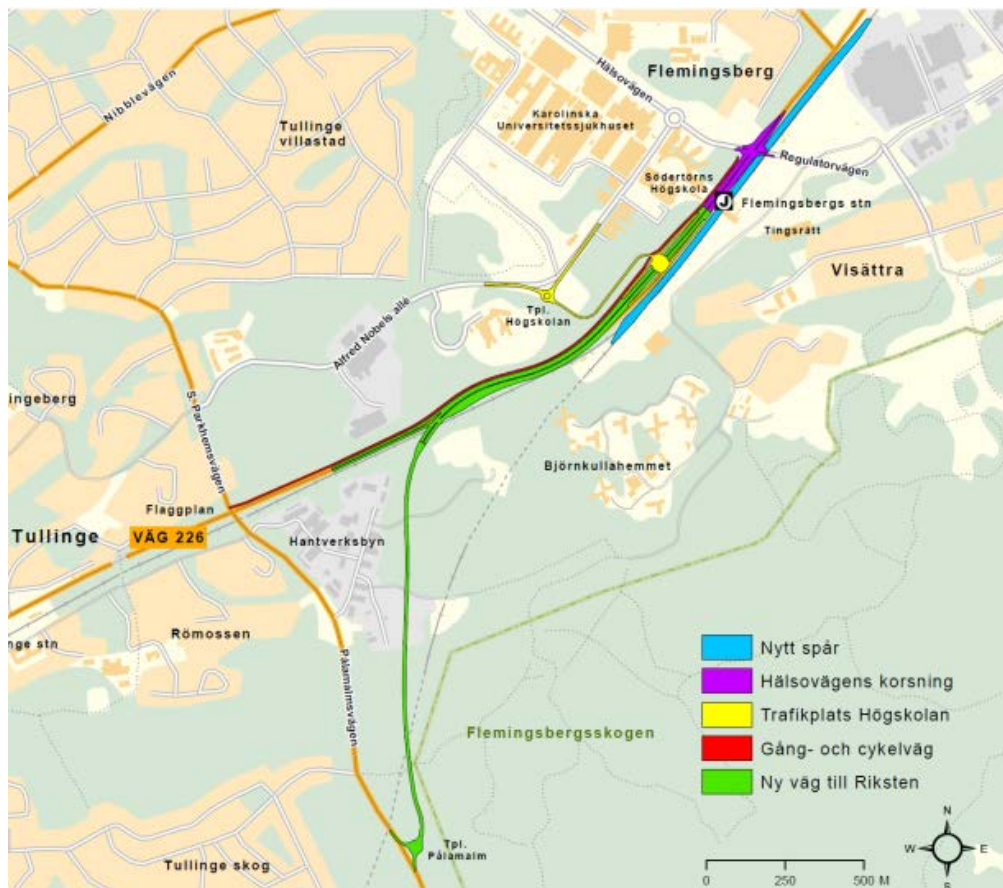 Nibblevägen
Tullinge
villastad
Hälsovägen
Flemingsberg
Karolinska
Universitetssjukhuset
Södertörns
Högskola
Regulatorvägen
J
Flemingsbergs stn
Tingsrätt
Visättra
Tpl.
Högskolan
Alfred Nobels alle
ingeberg
S Parkhemsvägen
Björnkullahemmet
Flaggplan
Tullinge
VÄG 226
Hantverksbyn
Römossen
nge stn
Pålamalmsvägen
Flemingsbergsskogen
Nytt spår
Hälsovägens korsning
Trafikplats Högskolan
Gång- och cykelväg
Ny väg till Riksten
Tpl.
Pålamalm
Tullinge skog
N
W E
S
0 250 500 M